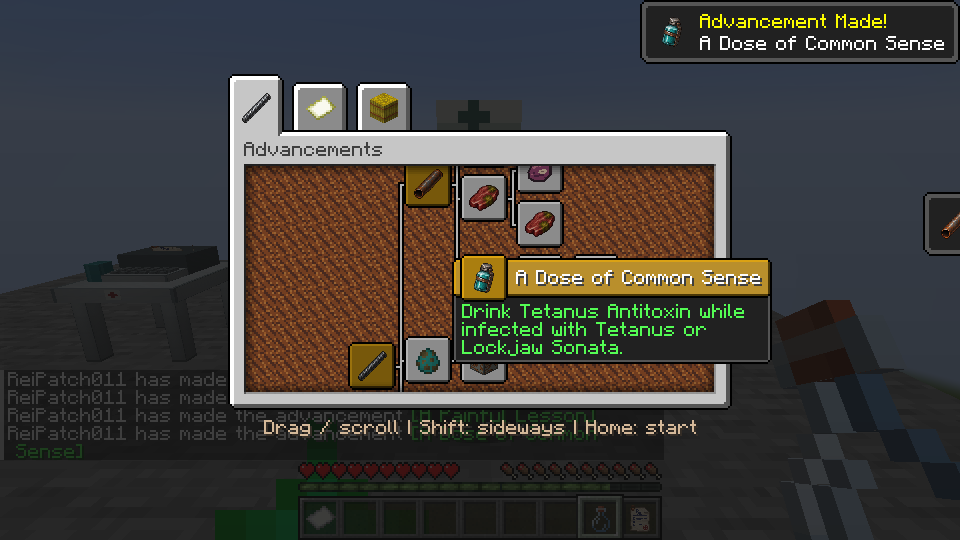 Advancement Made!
A Dose of Common Sense
Advancements
A Dose of Common Sense
Drink Tetanus Antitoxin while
infected with Tetanus or
Lockjaw Sonata.
ReiPatch011 has made
ReiPatch011 has made
ReiPatch011 has made the advancement [A Painful Lesson]
ReiPatch011 has made the advancement [A Dose of Common
Sense]
Drag / scroll | Shift: sideways | Home: start